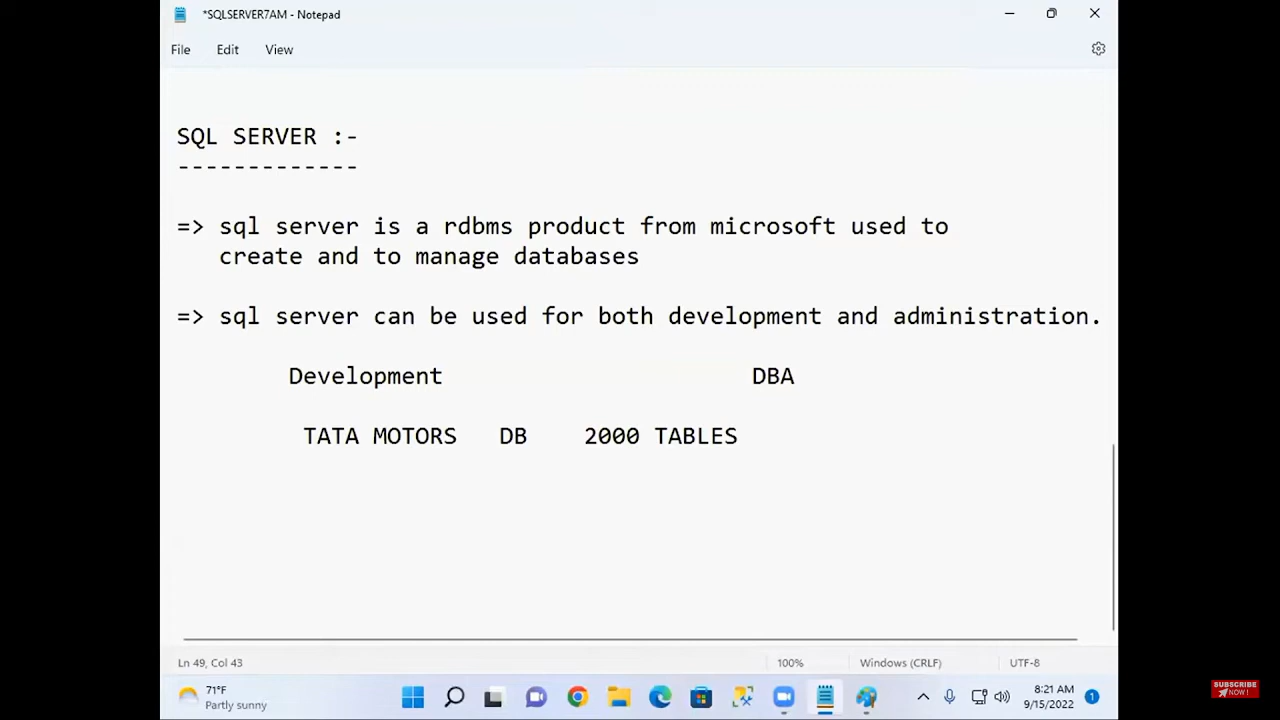 *SQLSERVER7AM - Notepad
File Edit View
SQL SERVER :-
-------------
=> sql server is a rdbms product from microsoft used to
create and to manage databases
=> sql server can be used for both development and administration.
Development DBA
TATA MOTORS DB 2000 TABLES
Ln 49, Col 43 100% Windows (CRLF) UTF-8
71°F
Partly sunny
8:21 AM
9/15/2022
1
SUBSCRIBE
NOW!